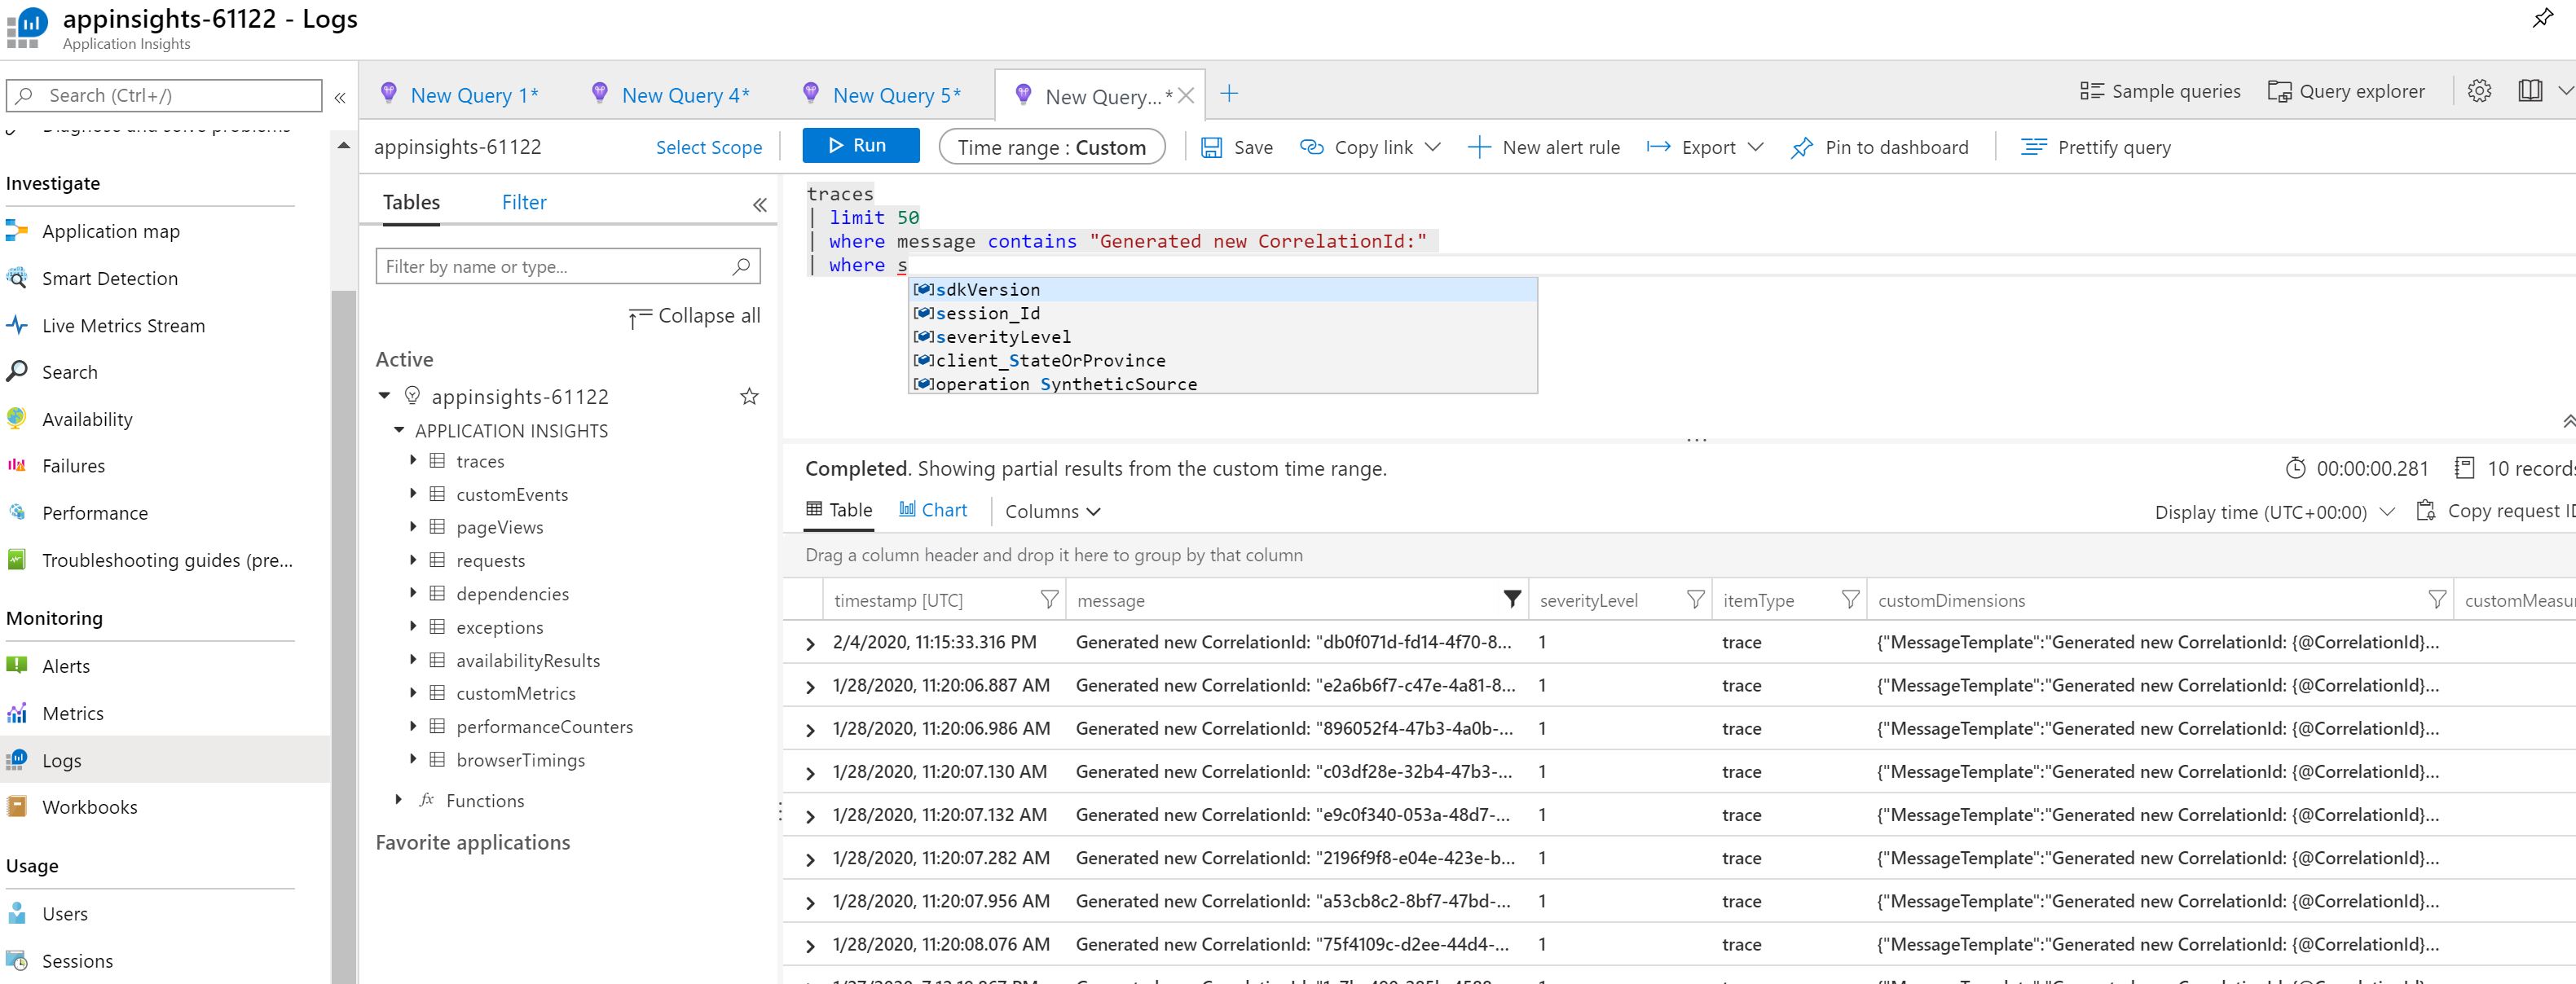 appinsights-61122 - Logs
Application Insights
Search (Ctrl+/)
Diagnose and solve problems
Investigate
Application map
Smart Detection
Live Metrics Stream
Search
Availability
Failures
Performance
Troubleshooting guides (pre...
Monitoring
Alerts
Metrics
Logs
Workbooks
Usage
Users
Sessions
New Query 1*
New Query 4*
New Query 5*
New Query...*
Sample queries
Query explorer
appinsights-61122
Select Scope
Run
Time range : Custom
Save
Copy link
New alert rule
Export
Pin to dashboard
Prettify query
Tables
Filter
Filter by name or type...
Collapse all
Active
appinsights-61122
APPLICATION INSIGHTS
traces
customEvents
pageViews
requests
dependencies
exceptions
availabilityResults
customMetrics
performanceCounters
browserTimings
fx Functions
Favorite applications
traces
| limit 50
| where message contains "Generated new CorrelationId:"
| where s
sdkVersion
session_Id
severityLevel
client_StateOrProvince
operation_SyntheticSource
Completed. Showing partial results from the custom time range.
00:00:00.281
10 records
Table
Chart
Columns
Display time (UTC+00:00)
Copy request ID
Drag a column header and drop it here to group by that column
timestamp [UTC] message severityLevel itemType customDimensions customMeasu
2/4/2020, 11:15:33.316 PM Generated new CorrelationId: "db0f071d-fd14-4f70-8... 1 trace {"MessageTemplate":"Generated new CorrelationId: {@CorrelationId}...
1/28/2020, 11:20:06.887 AM Generated new CorrelationId: "e2a6b6f7-c47e-4a81-8... 1 trace {"MessageTemplate":"Generated new CorrelationId: {@CorrelationId}...
1/28/2020, 11:20:06.986 AM Generated new CorrelationId: "896052f4-47b3-4a0b-... 1 trace {"MessageTemplate":"Generated new CorrelationId: {@CorrelationId}...
1/28/2020, 11:20:07.130 AM Generated new CorrelationId: "c03df28e-32b4-47b3-... 1 trace {"MessageTemplate":"Generated new CorrelationId: {@CorrelationId}...
1/28/2020, 11:20:07.132 AM Generated new CorrelationId: "e9c0f340-053a-48d7-... 1 trace {"MessageTemplate":"Generated new CorrelationId: {@CorrelationId}...
1/28/2020, 11:20:07.282 AM Generated new CorrelationId: "2196f9f8-e04e-423e-b... 1 trace {"MessageTemplate":"Generated new CorrelationId: {@CorrelationId}...
1/28/2020, 11:20:07.956 AM Generated new CorrelationId: "a53cb8c2-8bf7-47bd-... 1 trace {"MessageTemplate":"Generated new CorrelationId: {@CorrelationId}...
1/28/2020, 11:20:08.076 AM Generated new CorrelationId: "75f4109c-d2ee-44d4-... 1 trace {"MessageTemplate":"Generated new CorrelationId: {@CorrelationId}...